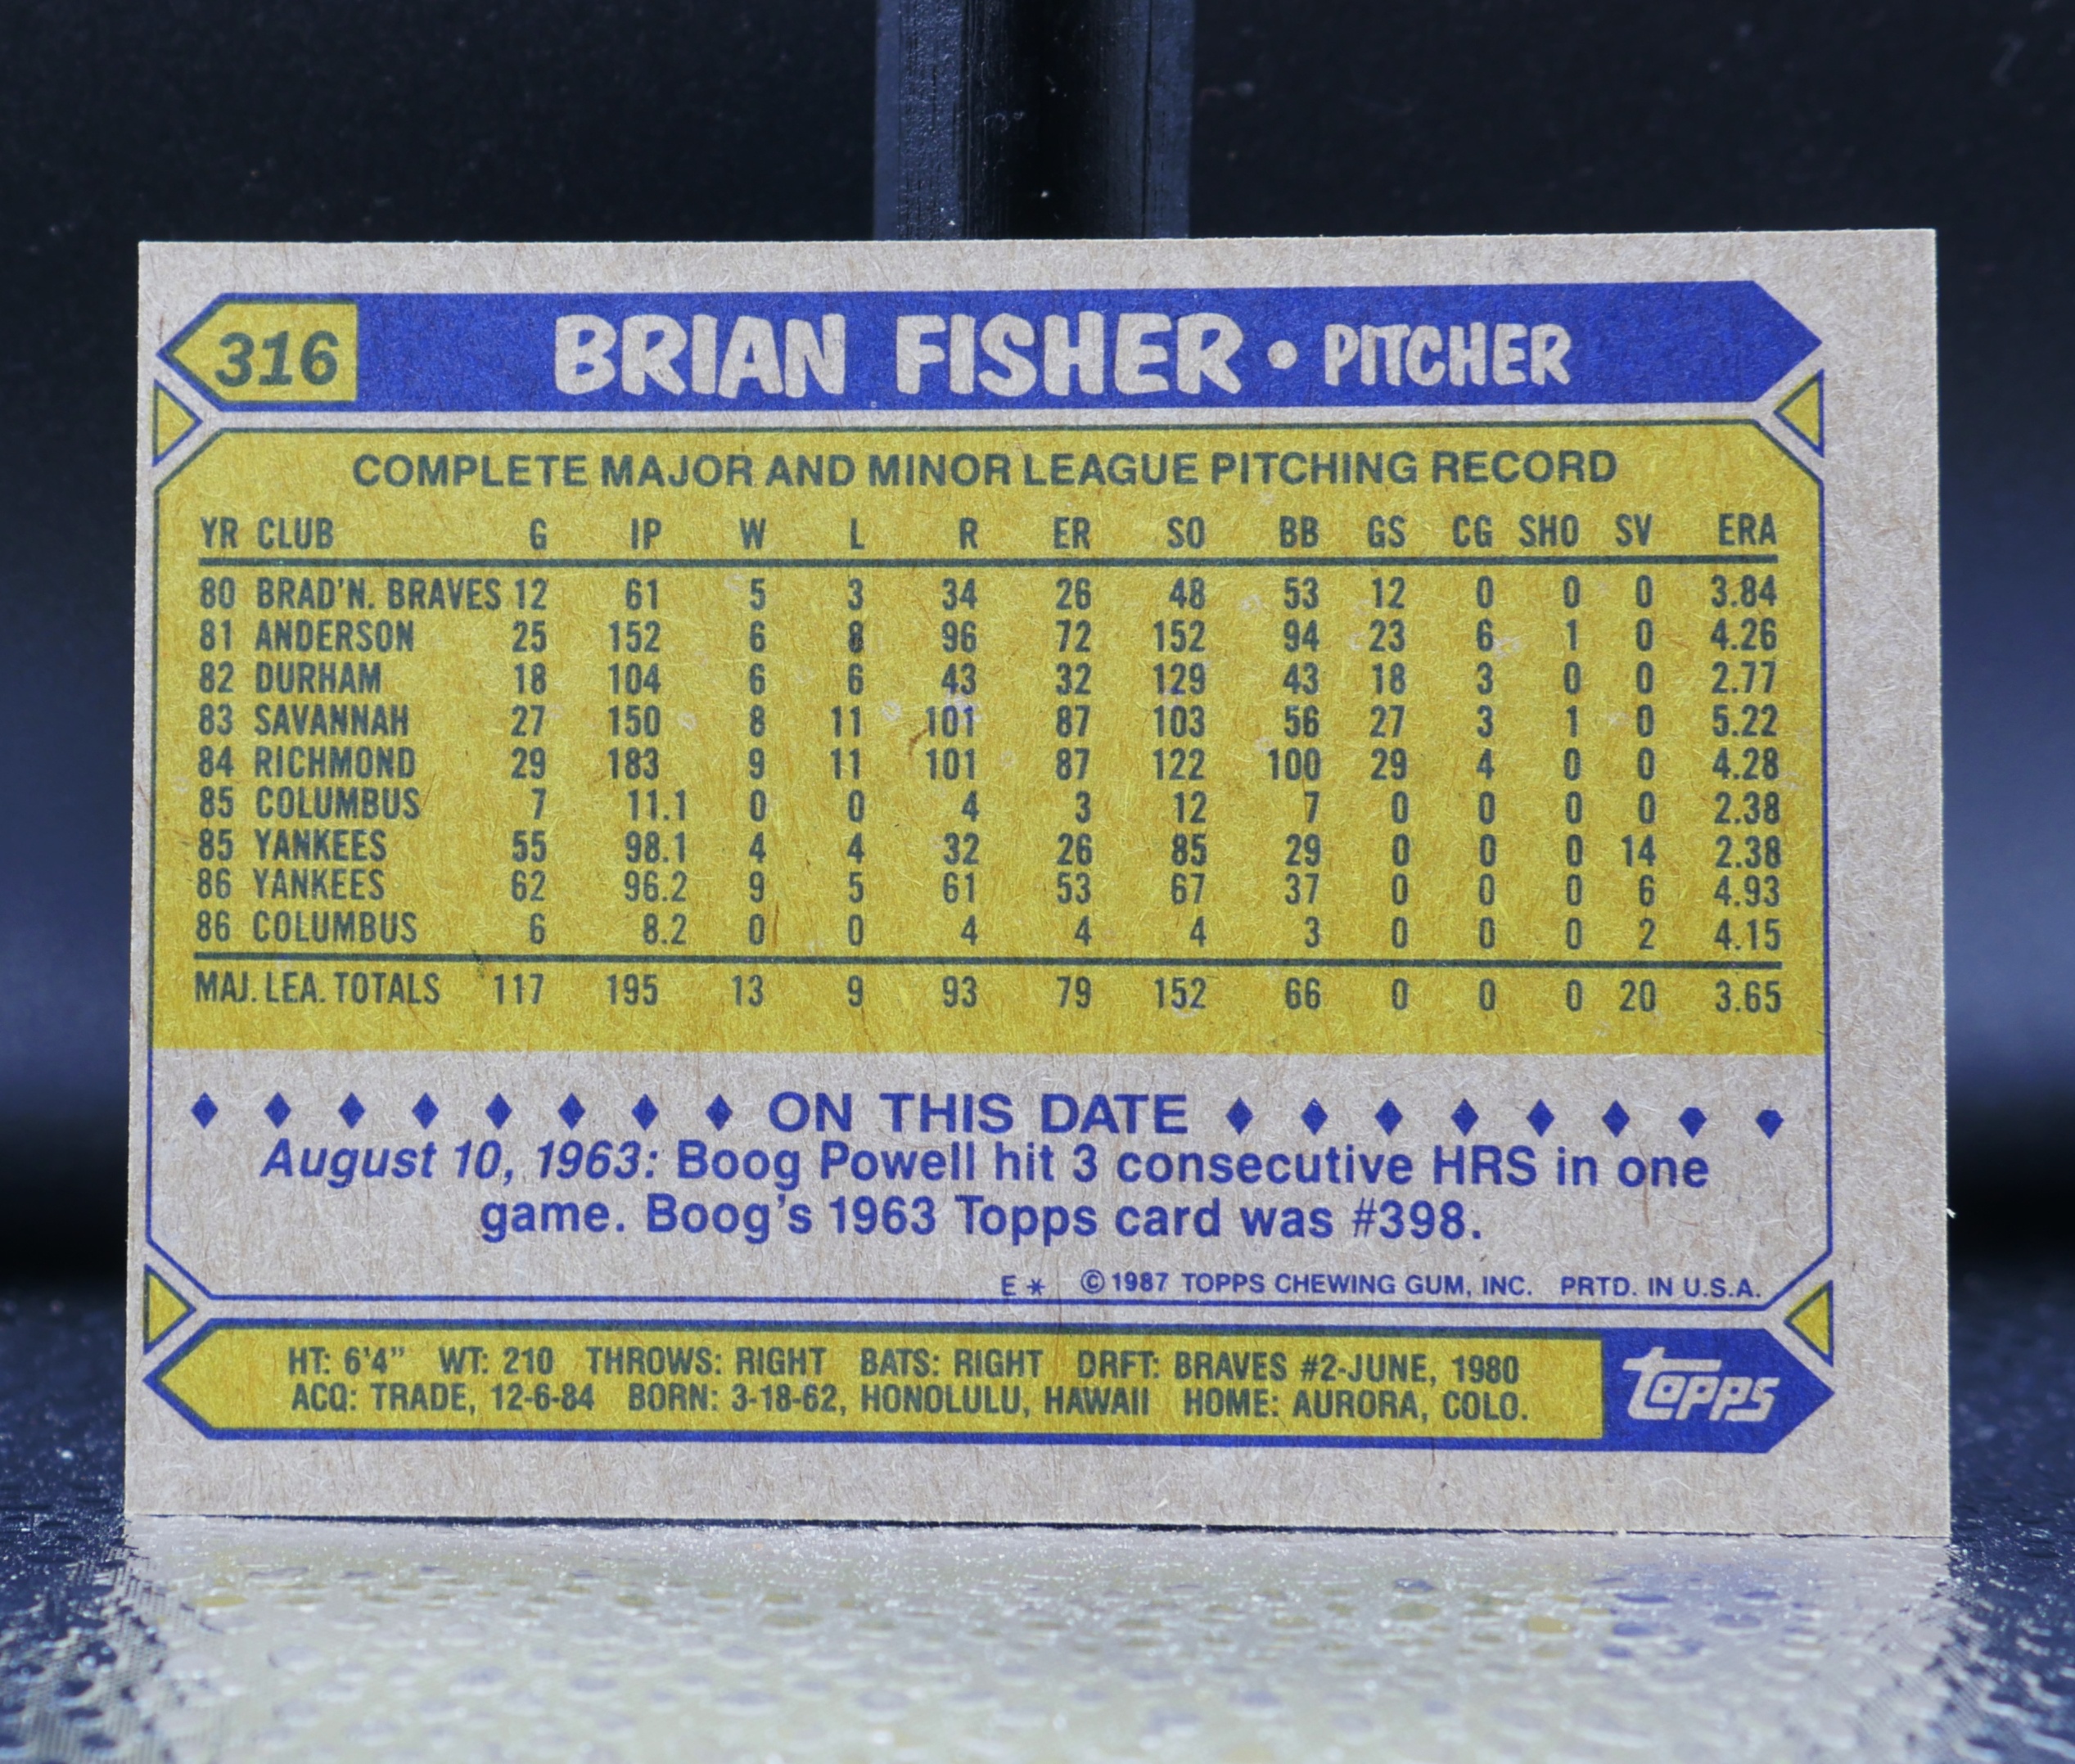 316 BRIAN FISHER • PITCHER
COMPLETE MAJOR AND MINOR LEAGUE PITCHING RECORD
YR CLUB G IP W L R ER SO BB GS CG SHO SV ERA
80 BRAD'N. BRAVES 12 61 5 3 34 26 48 53 12 0 0 0 3.84
81 ANDERSON 25 152 6 8 96 72 152 94 23 6 1 0 4.26
82 DURHAM 18 104 6 6 43 32 129 43 18 3 0 0 2.77
83 SAVANNAH 27 150 8 11 101 87 103 56 27 3 1 0 5.22
84 RICHMOND 29 183 9 11 101 87 122 100 29 4 0 0 4.28
85 COLUMBUS 7 11.1 0 0 4 3 12 7 0 0 0 0 2.38
85 YANKEES 55 98.1 4 4 32 26 85 29 0 0 0 14 2.38
86 YANKEES 62 96.2 9 5 61 53 67 37 0 0 0 6 4.93
86 COLUMBUS 6 8.2 0 0 4 4 4 3 0 0 0 2 4.15
MAJ. LEA. TOTALS 117 195 13 9 93 79 152 66 0 0 0 20 3.65
♦ ♦ ♦ ♦ ♦ ♦ ♦ ♦ ON THIS DATE ♦ ♦ ♦ ♦ ♦ ♦ ♦ ♦
August 10, 1963: Boog Powell hit 3 consecutive HRS in one
game. Boog's 1963 Topps card was #398.
E * © 1987 TOPPS CHEWING GUM, INC. PRTD. IN U.S.A.
HT: 6'4" WT: 210 THROWS: RIGHT BATS: RIGHT DRFT: BRAVES #2-JUNE, 1980
ACQ: TRADE, 12-6-84 BORN: 3-18-62, HONOLULU, HAWAII HOME: AURORA, COLO.
topps